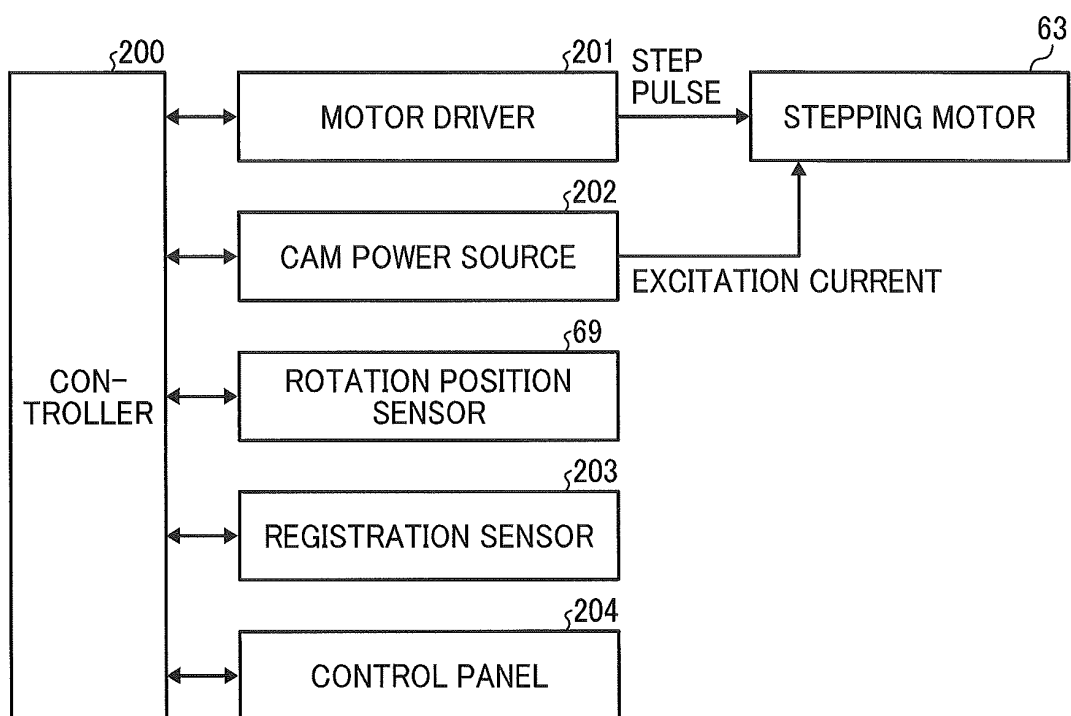 200
201
STEP
PULSE
63
MOTOR DRIVER
STEPPING MOTOR
202
CAM POWER SOURCE
EXCITATION CURRENT
69
CON-
TROLLER
ROTATION POSITION
SENSOR
203
REGISTRATION SENSOR
204
CONTROL PANEL